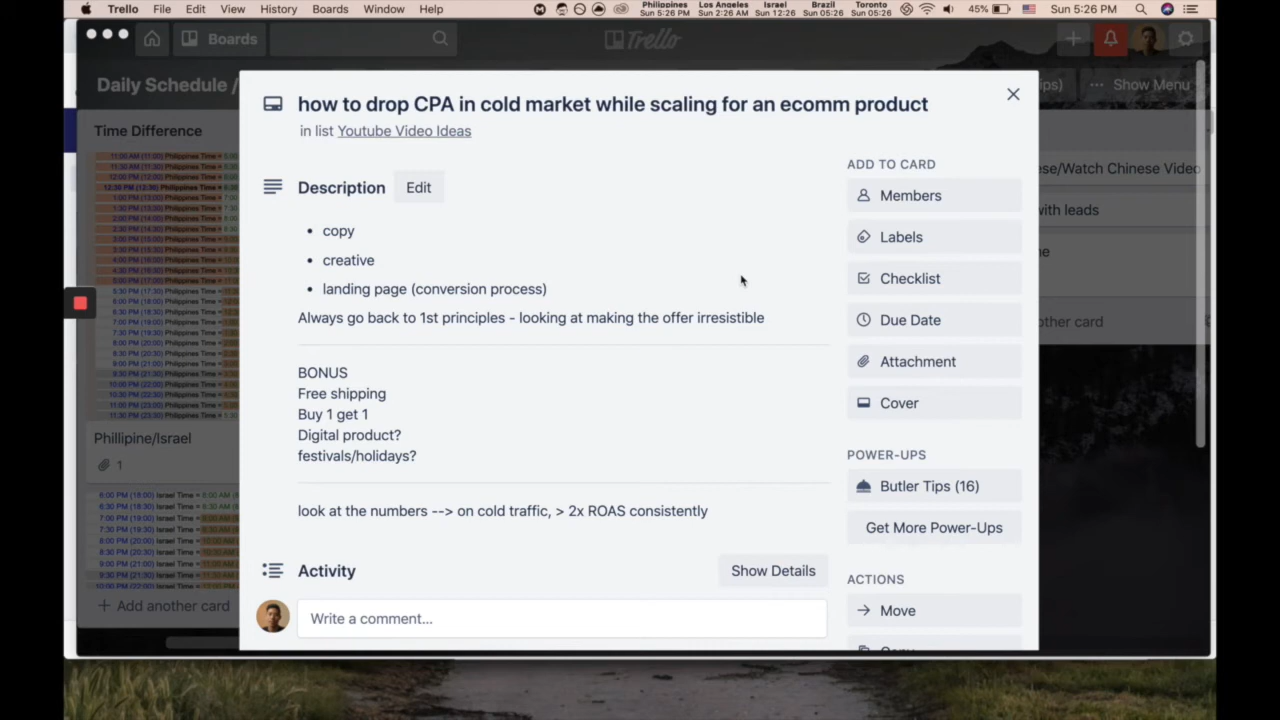 Trello File Edit View History Boards Window Help
Philippines Sun 5:26 PM Los Angeles Sun 2:26 AM Israel Sun 12:26 Brazil Sun 05:26 Toronto Sun 05:26
45% Sun 5:26 PM
Boards
Trello
Daily Schedule /
ips)
Show Menu
Time Difference
how to drop CPA in cold market while scaling for an ecomm product
in list Youtube Video Ideas
Description Edit
• copy
• creative
• landing page (conversion process)
Always go back to 1st principles - looking at making the offer irresistible
BONUS
Free shipping
Buy 1 get 1
Digital product?
festivals/holidays?
look at the numbers --> on cold traffic, > 2x ROAS consistently
Activity
Show Details
Write a comment...
ADD TO CARD
Members
Labels
Checklist
Due Date
Attachment
Cover
POWER-UPS
Butler Tips (16)
Get More Power-Ups
ACTIONS
Move
ese/Watch Chinese Video
with leads
ne
other card
Phillipine/Israel
1
+ Add another card